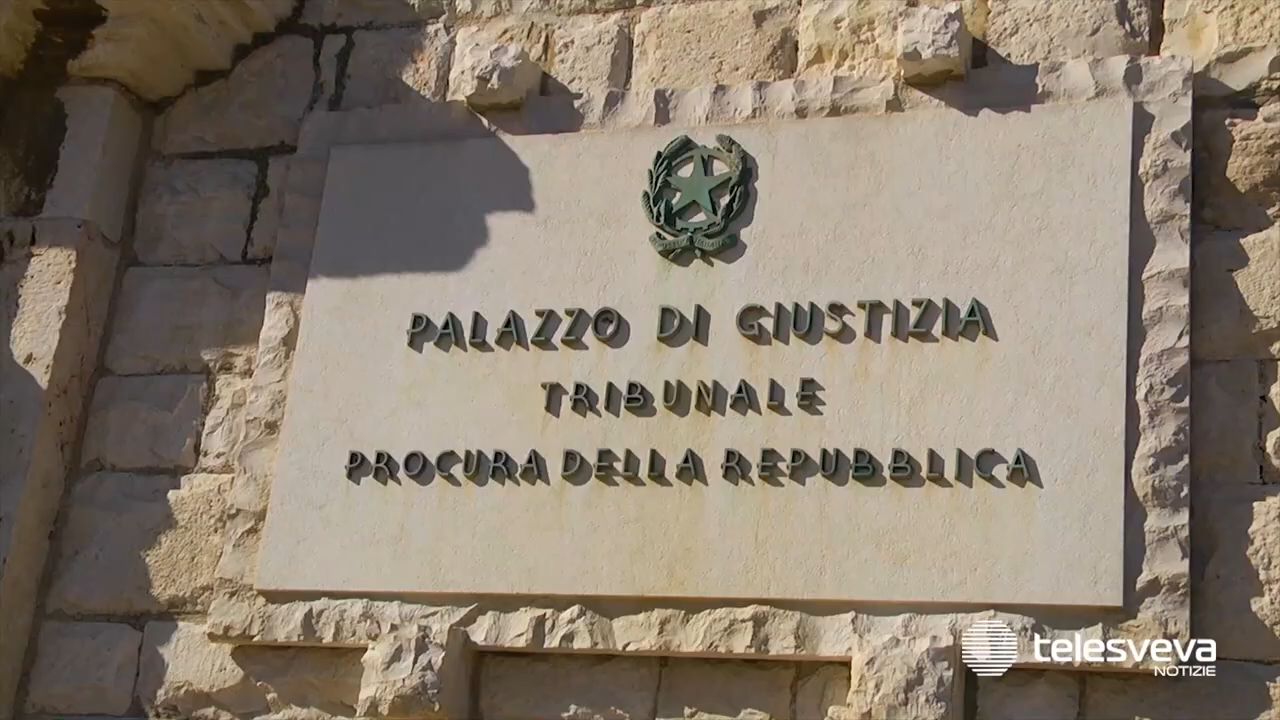 PALAZZO DI GIUSTIZIA
TRIBUNALE
PROCURA DELLA REPUBBLICA
telesveva
NOTIZIE